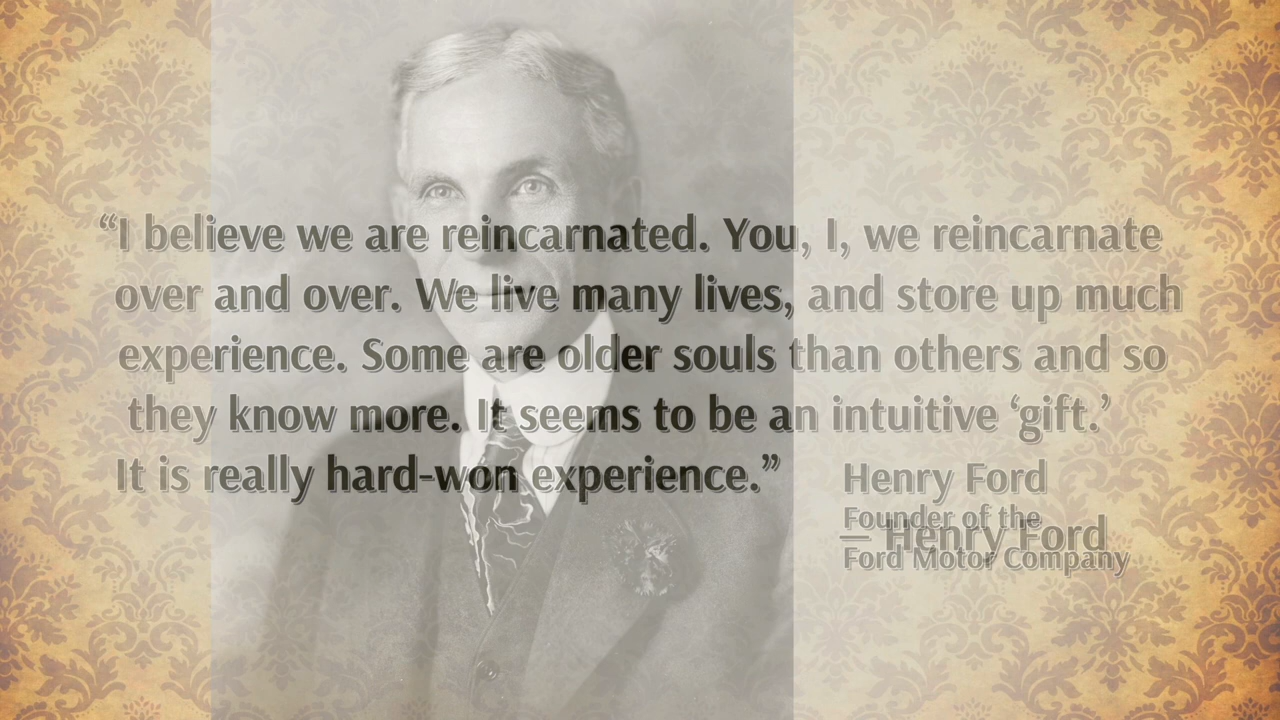 “I believe we are reincarnated. You, I, we reincarnate
over and over. We live many lives, and store up much
experience. Some are older souls than others and so
they know more. It seems to be an intuitive ‘gift.’
It is really hard-won experience.”
Henry Ford
Founder of the
— Henry Ford
Ford Motor Company